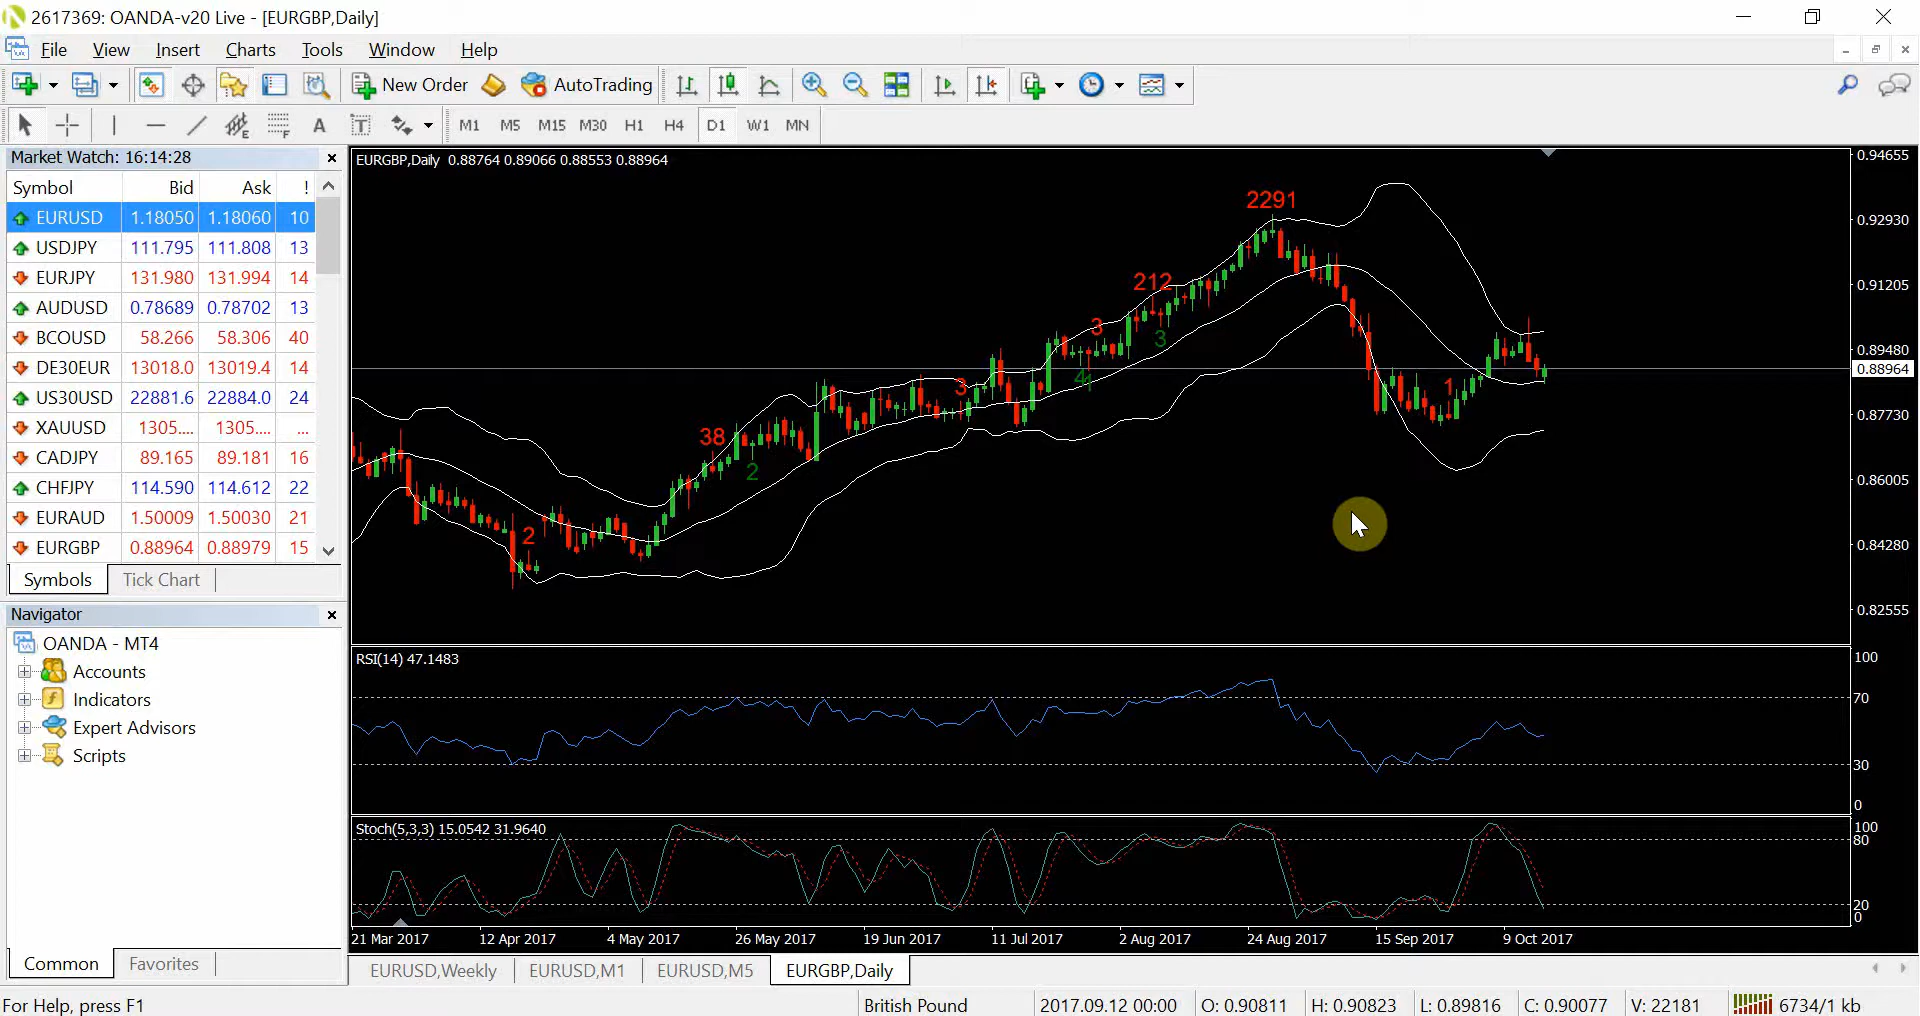 2617369: OANDA-v20 Live - [EURGBP,Daily]
File View Insert Charts Tools Window Help
New Order AutoTrading
E F A T M1 M5 M15 M30 H1 H4 D1 W1 MN
Market Watch: 16:14:28
Symbol Bid Ask !
EURUSD 1.18050 1.18060 10
USDJPY 111.795 111.808 13
EURJPY 131.980 131.994 14
AUDUSD 0.78689 0.78702 13
BCOUSD 58.266 58.306 40
DE30EUR 13018.0 13019.4 14
US30USD 22881.6 22884.0 24
XAUUSD 1305.... 1305.... ...
CADJPY 89.165 89.181 16
CHFJPY 114.590 114.612 22
EURAUD 1.50009 1.50030 21
EURGBP 0.88964 0.88979 15
Symbols Tick Chart
Navigator
OANDA - MT4
Accounts
Indicators
Expert Advisors
Scripts
Common Favorites
EURGBP,Daily 0.88764 0.89066 0.88553 0.88964
0.94655
2291
0.92930
212
0.91205
3
3
0.89480
0.88964
3
1
0.87730
38
2
0.86005
2
0.84280
0.82555
RSI(14) 47.1483
100
70
30
0
Stoch(5,3,3) 15.0542 31.9640
100
80
20
0
21 Mar 2017 12 Apr 2017 4 May 2017 26 May 2017 19 Jun 2017 11 Jul 2017 2 Aug 2017 24 Aug 2017 15 Sep 2017 9 Oct 2017
EURUSD,Weekly EURUSD,M1 EURUSD,M5 EURGBP,Daily
For Help, press F1 British Pound 2017.09.12 00:00 O: 0.90811 H: 0.90823 L: 0.89816 C: 0.90077 V: 22181 6734/1 kb